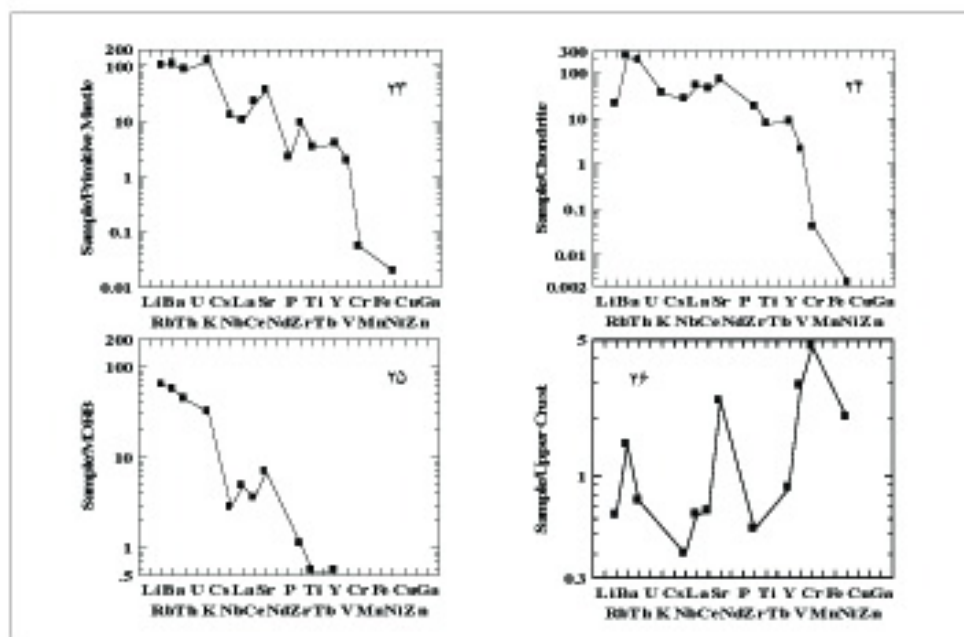 200
100
10
1
0.1
0.01
Sample/Primitive Mantle
۲۳
Li Ba U Cs La Sr P Ti Y Cr Fe Cu Ga
Rb Th K Nb Ce Nd Zr Tb V Mn Ni Zn
300
100
10
1
0.1
0.01
0.002
Sample/Chondrite
۲۴
Li Ba U Cs La Sr P Ti Y Cr Fe Cu Ga
Rb Th K Nb Ce Nd Zr Tb V Mn Ni Zn
200
100
10
1
.5
Sample/MORB
۲۵
Li Ba U Cs La Sr P Ti Y Cr Fe Cu Ga
Rb Th K Nb Ce Nd Zr Tb V Mn Ni Zn
5
1
0.3
Sample/Upper Crust
۲۶
Li Ba U Cs La Sr P Ti Y Cr Fe Cu Ga
Rb Th K Nb Ce Nd Zr Tb V Mn Ni Zn